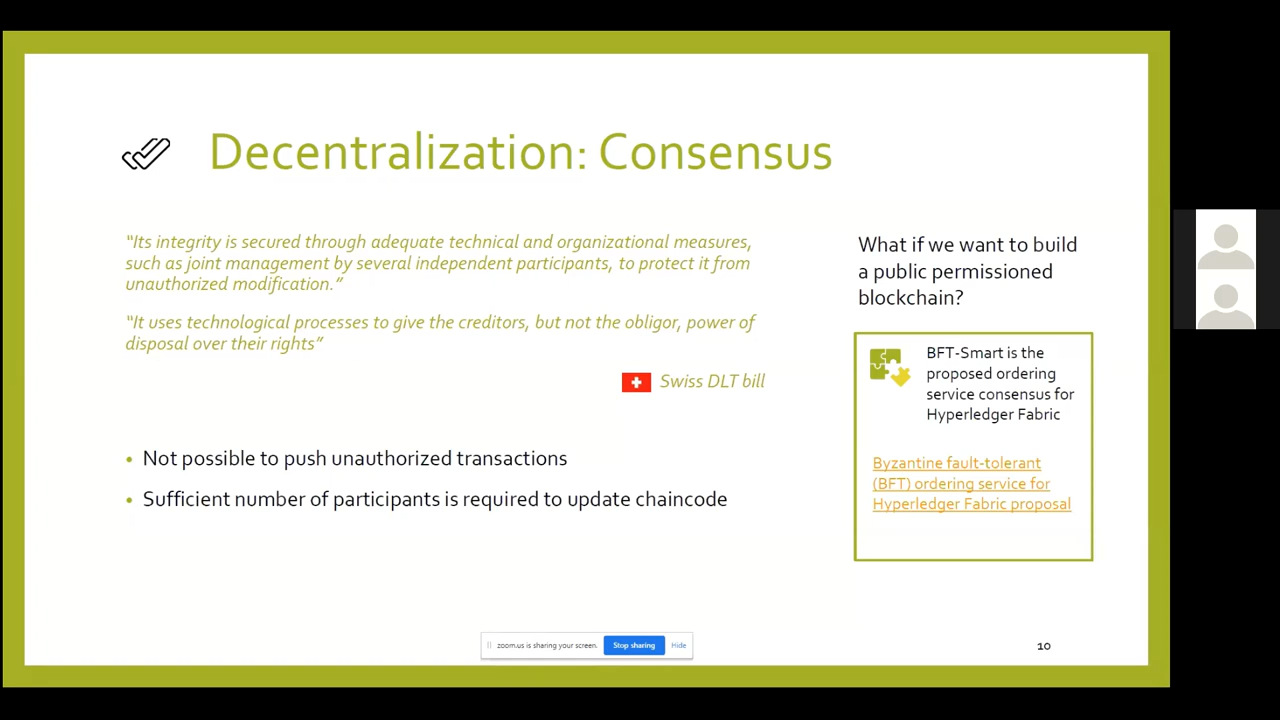 Decentralization: Consensus
“Its integrity is secured through adequate technical and organizational measures,
such as joint management by several independent participants, to protect it from
unauthorized modification.”
“It uses technological processes to give the creditors, but not the obligor, power of
disposal over their rights”
Swiss DLT bill
• Not possible to push unauthorized transactions
• Sufficient number of participants is required to update chaincode
What if we want to build
a public permissioned
blockchain?
BFT-Smart is the
proposed ordering
service consensus for
Hyperledger Fabric
Byzantine fault-tolerant
(BFT) ordering service for
Hyperledger Fabric proposal
zoom.us is sharing your screen. Stop sharing Hide
10